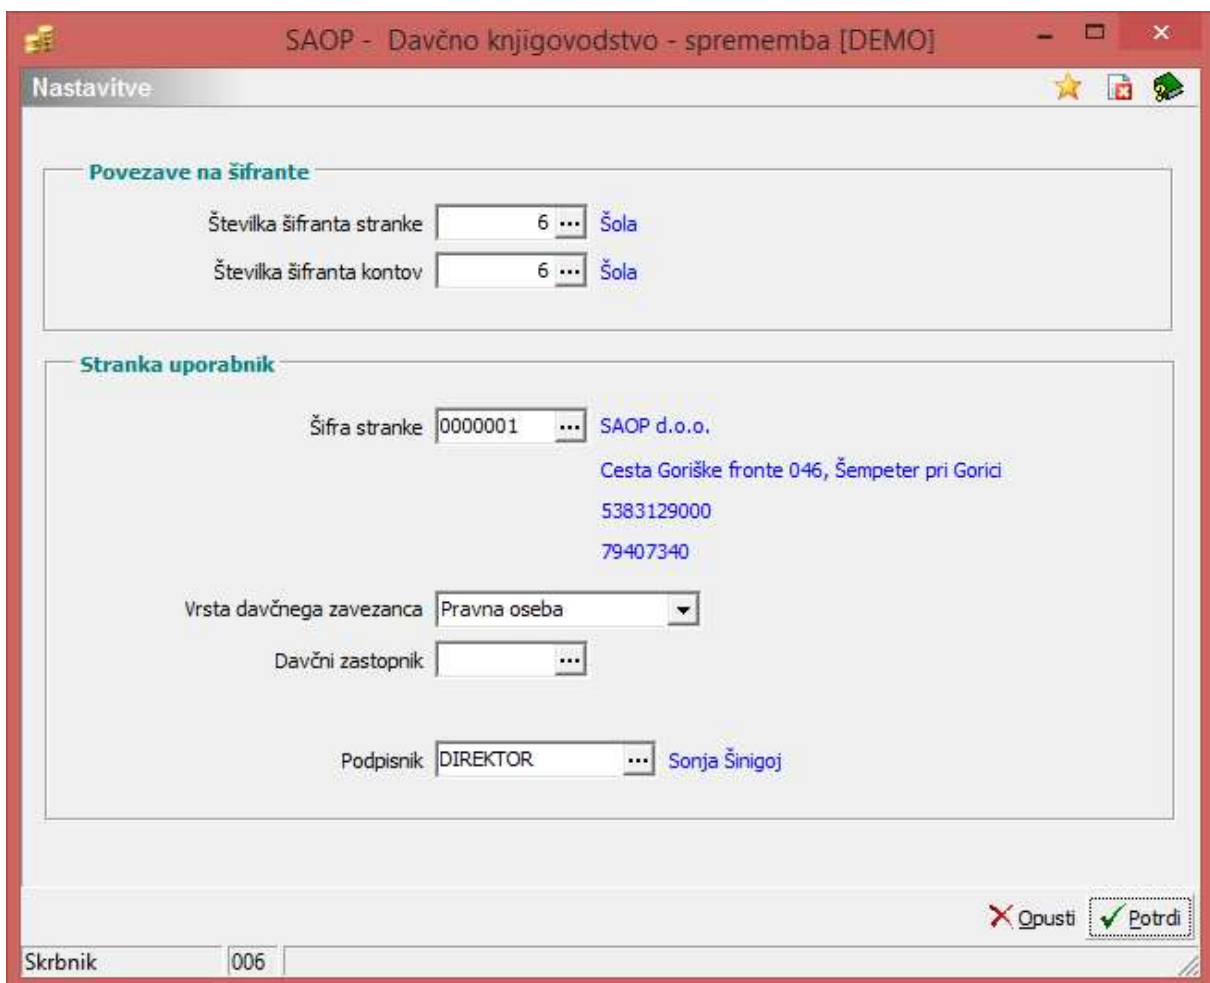 SAOP - Davčno knjigovodstvo - sprememba [DEMO]
Nastavitve
Povezave na šifrante
Številka šifranta stranke 6 ... Šola
Številka šifranta kontov 6 ... Šola
Stranka uporabnik
Šifra stranke 0000001 ... SAOP d.o.o.
Cesta Goriške fronte 046, Šempeter pri Gorici
5383129000
79407340
Vrsta davčnega zavezanca Pravna oseba
Davčni zastopnik ...
Podpisnik DIREKTOR ... Sonja Šinigoj
Opusti Potrdi
Skrbnik 006